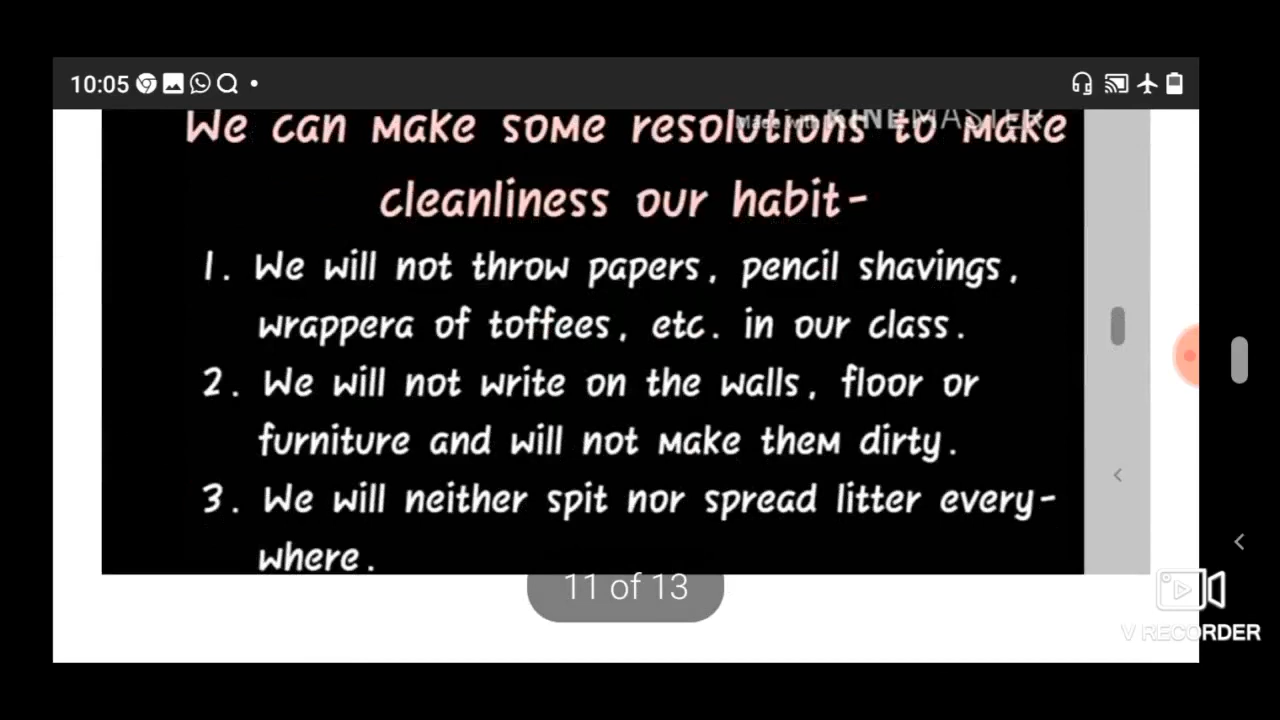 10:05
We can make some resolutions to make
Made with KINEMASTER
cleanliness our habit-
1. We will not throw papers, pencil shavings,
wrappera of toffees, etc. in our class.
2. We will not write on the walls, floor or
furniture and will not make them dirty.
3. We will neither spit nor spread litter every-
where.
11 of 13
V RECORDER